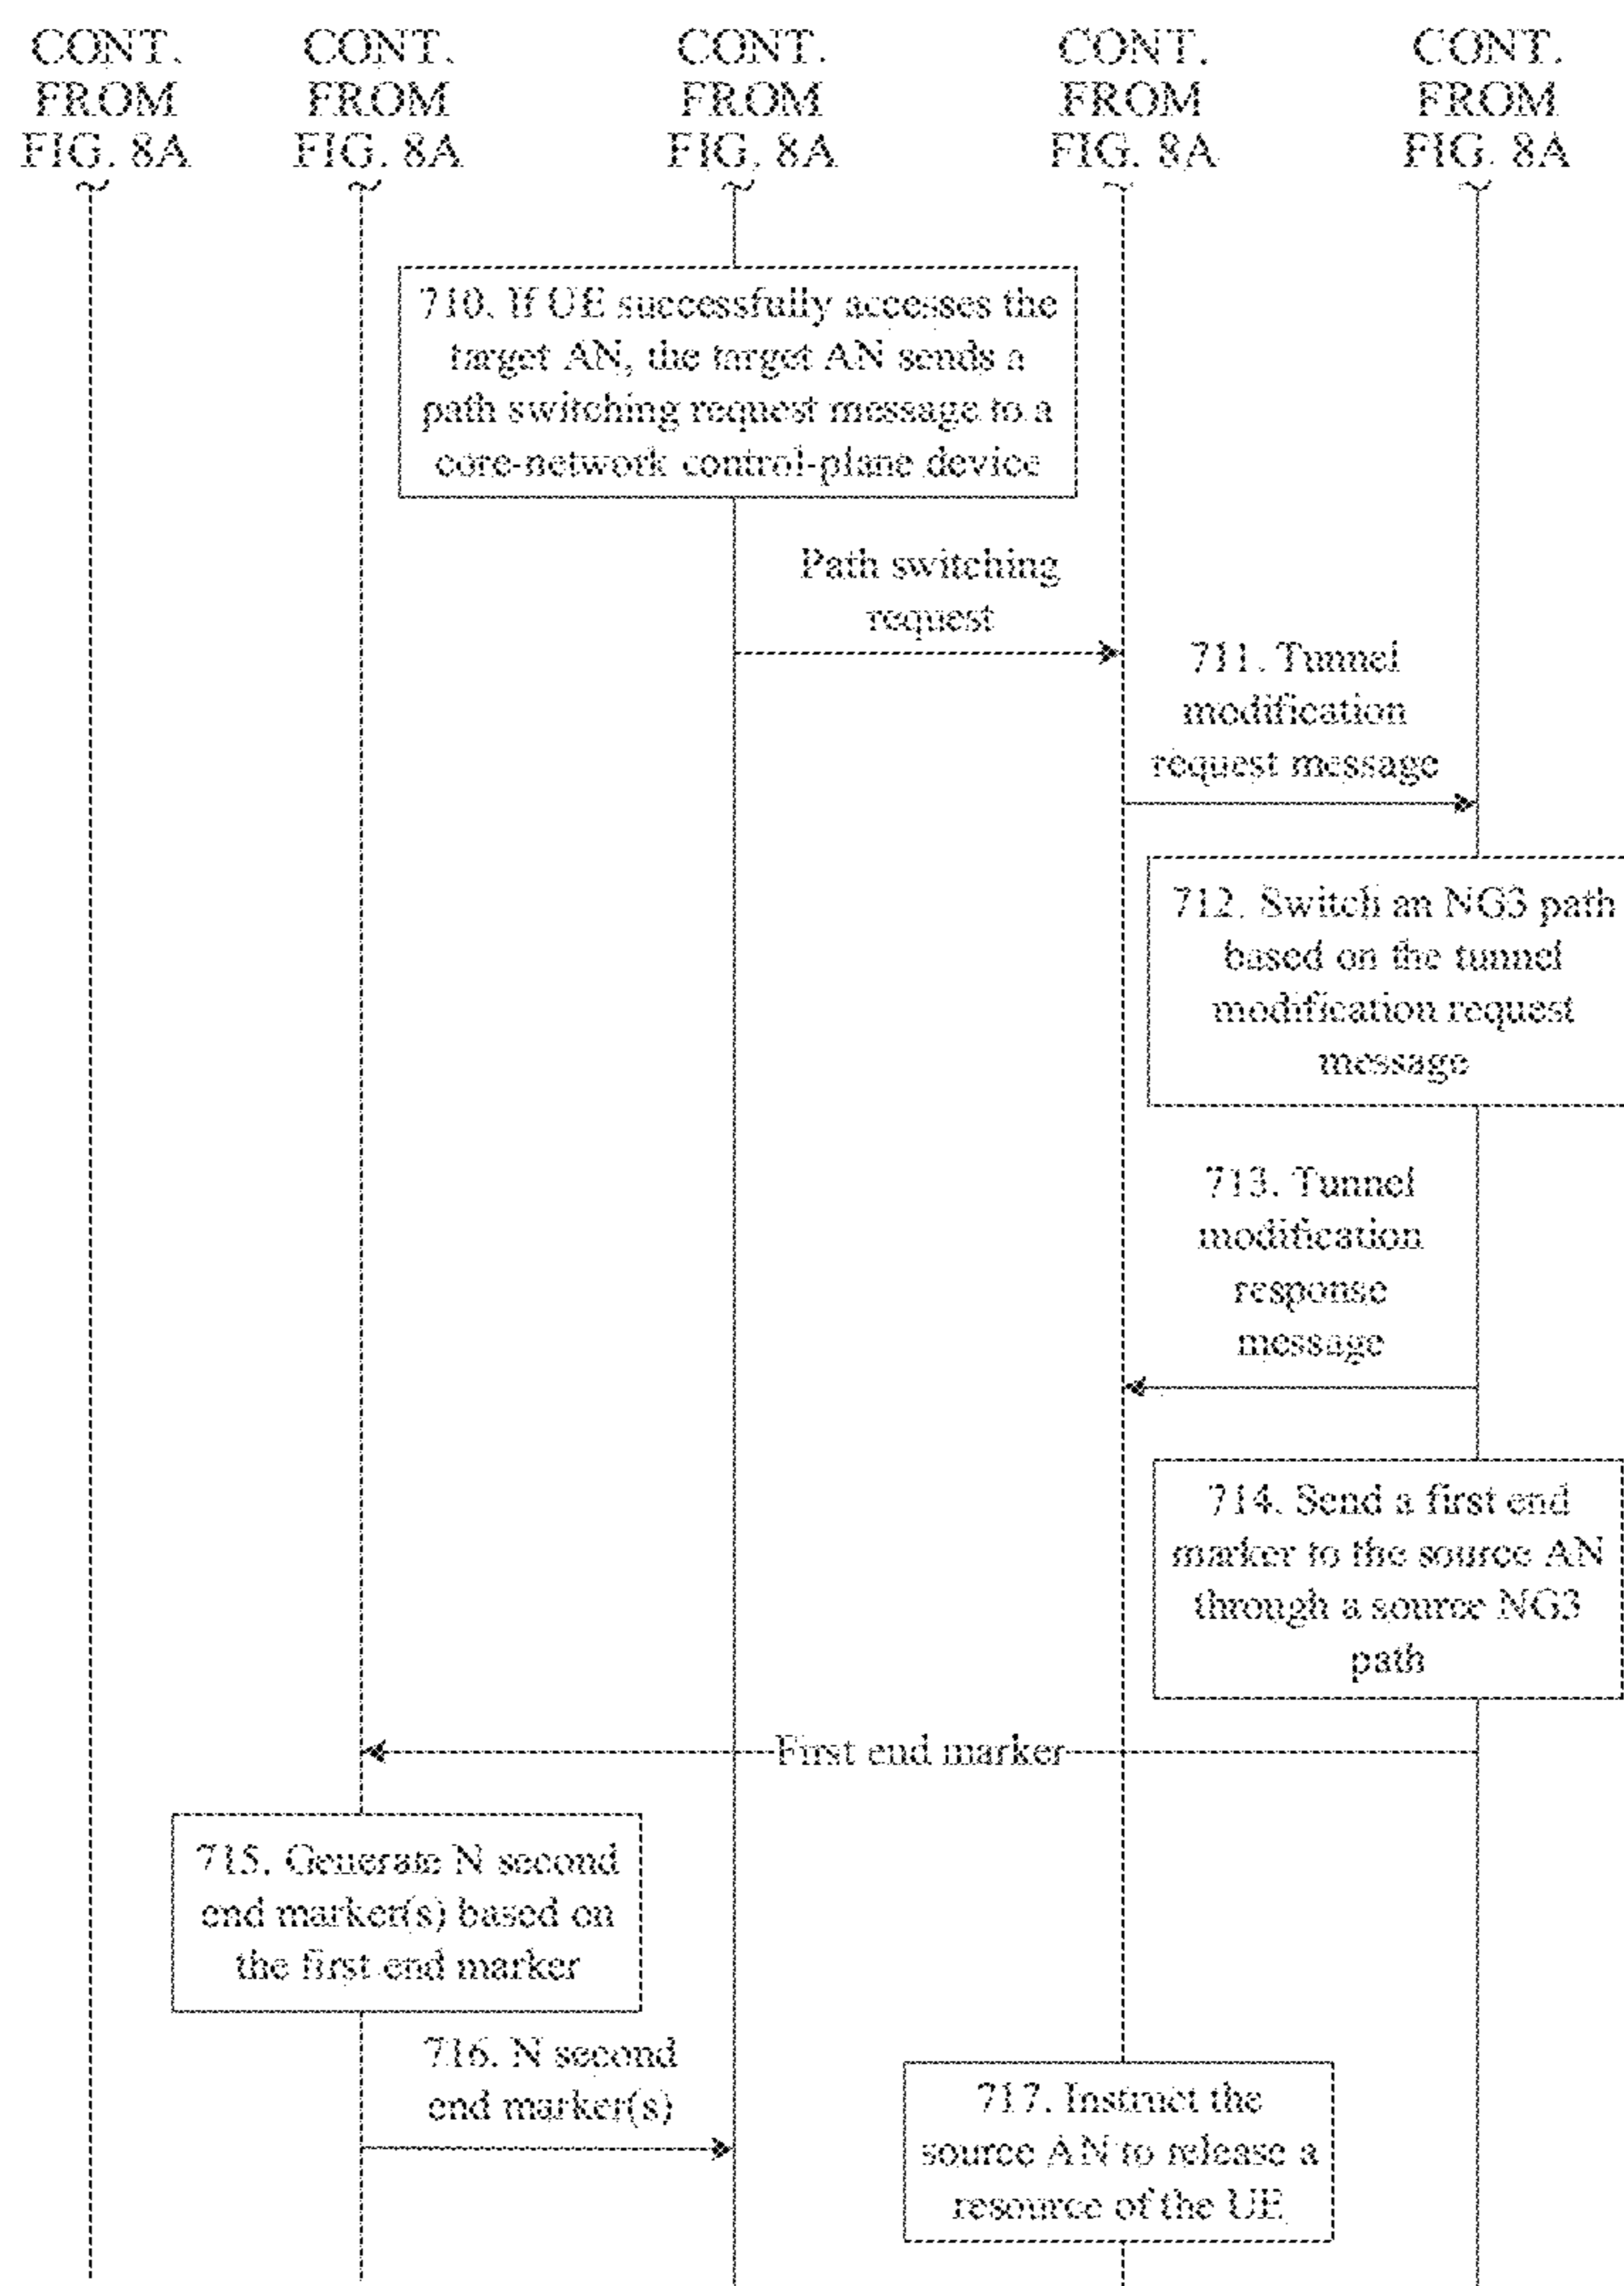 CONT.
FROM
FIG. 8A
CONT.
FROM
FIG. 8A
CONT.
FROM
FIG. 8A
CONT.
FROM
FIG. 8A
CONT.
FROM
FIG. 8A
710. If UE successfully accesses the
target AN, the target AN sends a
path switching request message to a
core-network control-plane device
Path switching
request
711. Tunnel
modification
request message
712. Switch an NG3 path
based on the tunnel
modification request
message
713. Tunnel
modification
response
message
714. Send a first end
marker to the source AN
through a source NG3
path
First end marker
715. Generate N second
end marker(s) based on
the first end marker
716. N second
end marker(s)
717. Instruct the
source AN to release a
resource of the UE